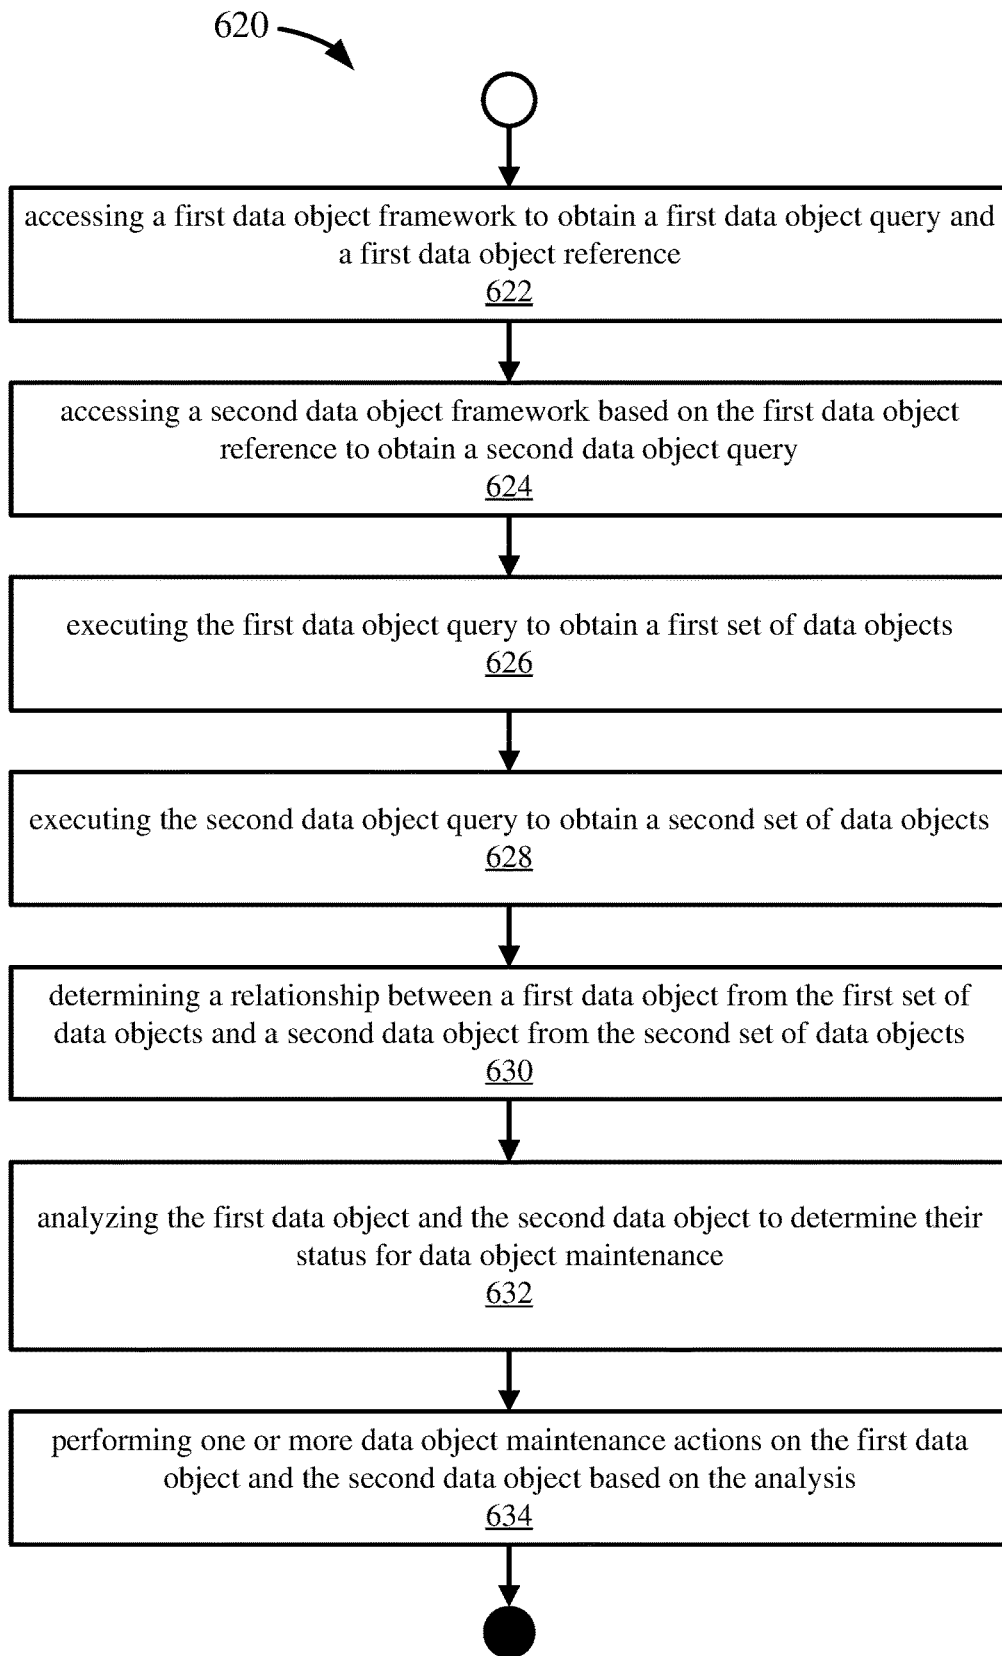 620
accessing a first data object framework to obtain a first data object query and
a first data object reference
622
accessing a second data object framework based on the first data object
reference to obtain a second data object query
624
executing the first data object query to obtain a first set of data objects
626
executing the second data object query to obtain a second set of data objects
628
determining a relationship between a first data object from the first set of
data objects and a second data object from the second set of data objects
630
analyzing the first data object and the second data object to determine their
status for data object maintenance
632
performing one or more data object maintenance actions on the first data
object and the second data object based on the analysis
634